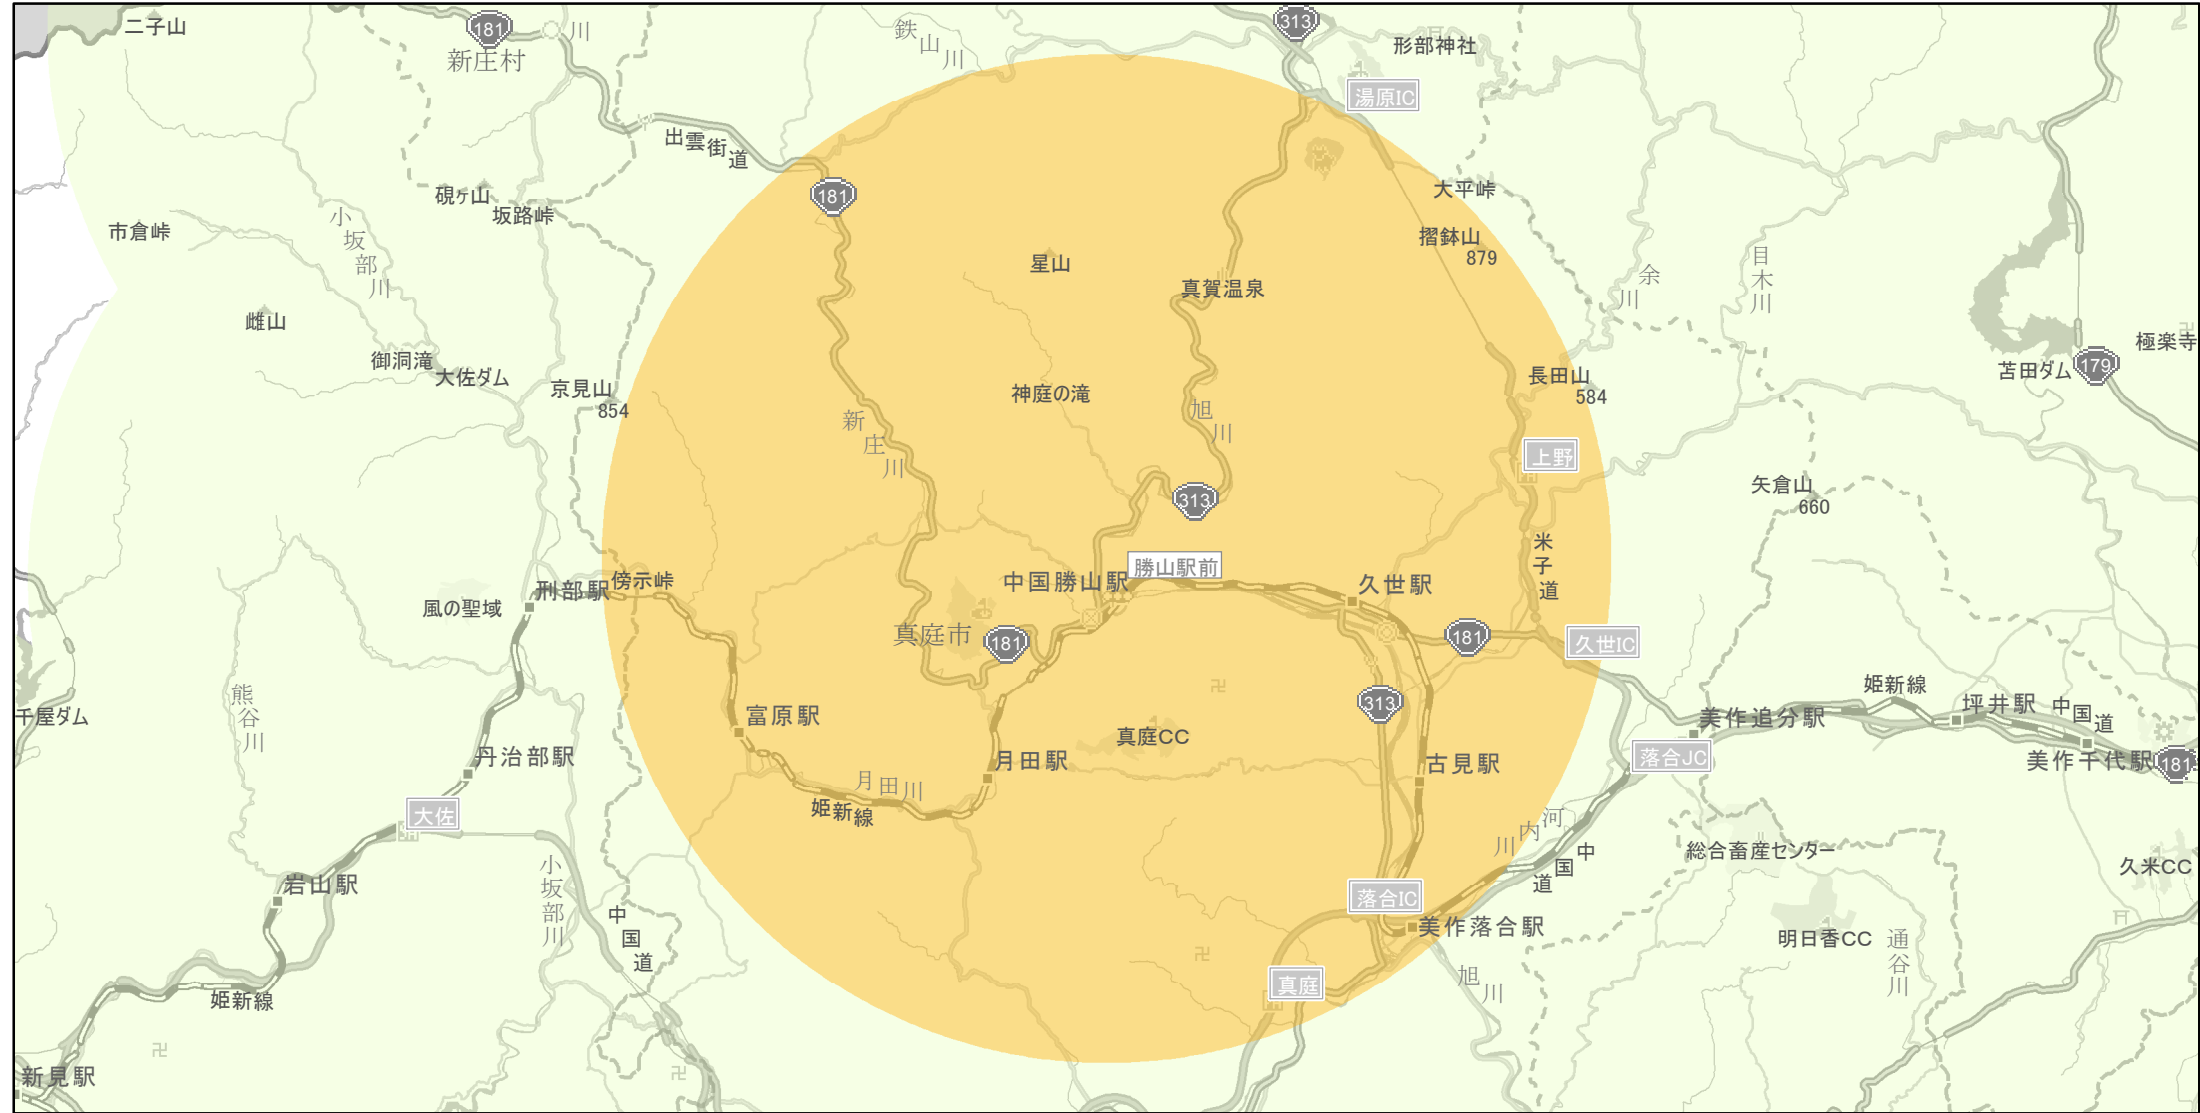 二子山
181
新庄村
川
鉄山川
313
形部神社
湯原IC
出雲街道
硯ヶ山
坂路峠
小坂部川
市倉峠
181
大平峠
摺鉢山
879
星山
真賀温泉
余川
目木川
雌山
御洞滝
大佐ダム
京見山
854
神庭の滝
新庄川
旭川
長田山
584
苫田ダム
179
極楽寺
上野
313
矢倉山
660
米子道
勝山駅前
中国勝山駅
久世駅
傍示峠
刑部駅
風の聖域
真庭市
181
181
久世IC
熊谷川
千屋ダム
富原駅
313
真庭CC
姫新線
坪井駅
中国道
美作追分駅
美作千代駅
181
落合JC
丹治部駅
月田駅
古見駅
月田川
姫新線
大佐
河内川
中国道
総合畜産センター
久米CC
岩山駅
小坂部川
中国道
落合IC
美作落合駅
明日香CC
通谷川
旭川
真庭
姫新線
新見駅